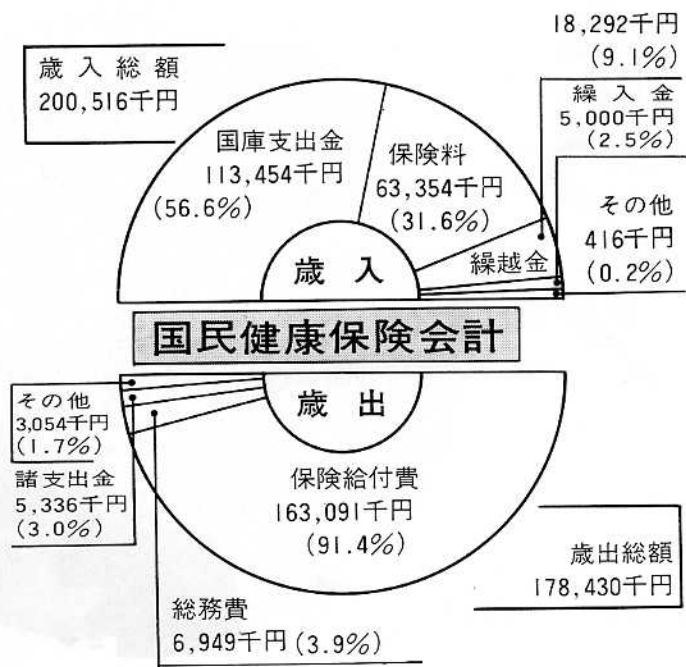 歳入総額
200,516千円
国庫支出金
113,454千円
(56.6%)
保険料
63,354千円
(31.6%)
18,292千円
(9.1%)
繰入金
5,000千円
(2.5%)
その他
416千円
(0.2%)
繰越金
歳入
国民健康保険会計
歳出
その他
3,054千円
(1.7%)
諸支出金
5,336千円
(3.0%)
保険給付費
163,091千円
(91.4%)
総務費
6,949千円(3.9%)
歳出総額
178,430千円